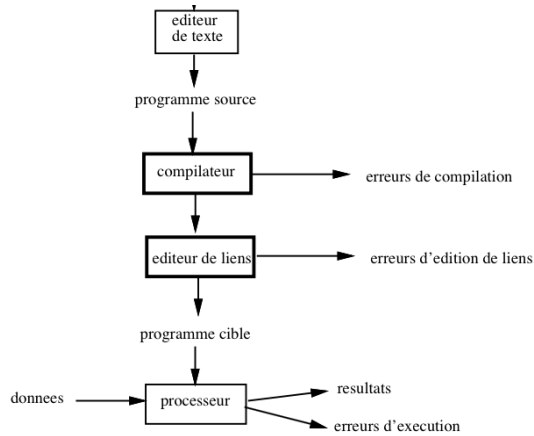 editeur
de texte
programme source
compilateur
erreurs de compilation
editeur de liens
erreurs d'edition de liens
programme cible
donnees
processeur
resultats
erreurs d'execution